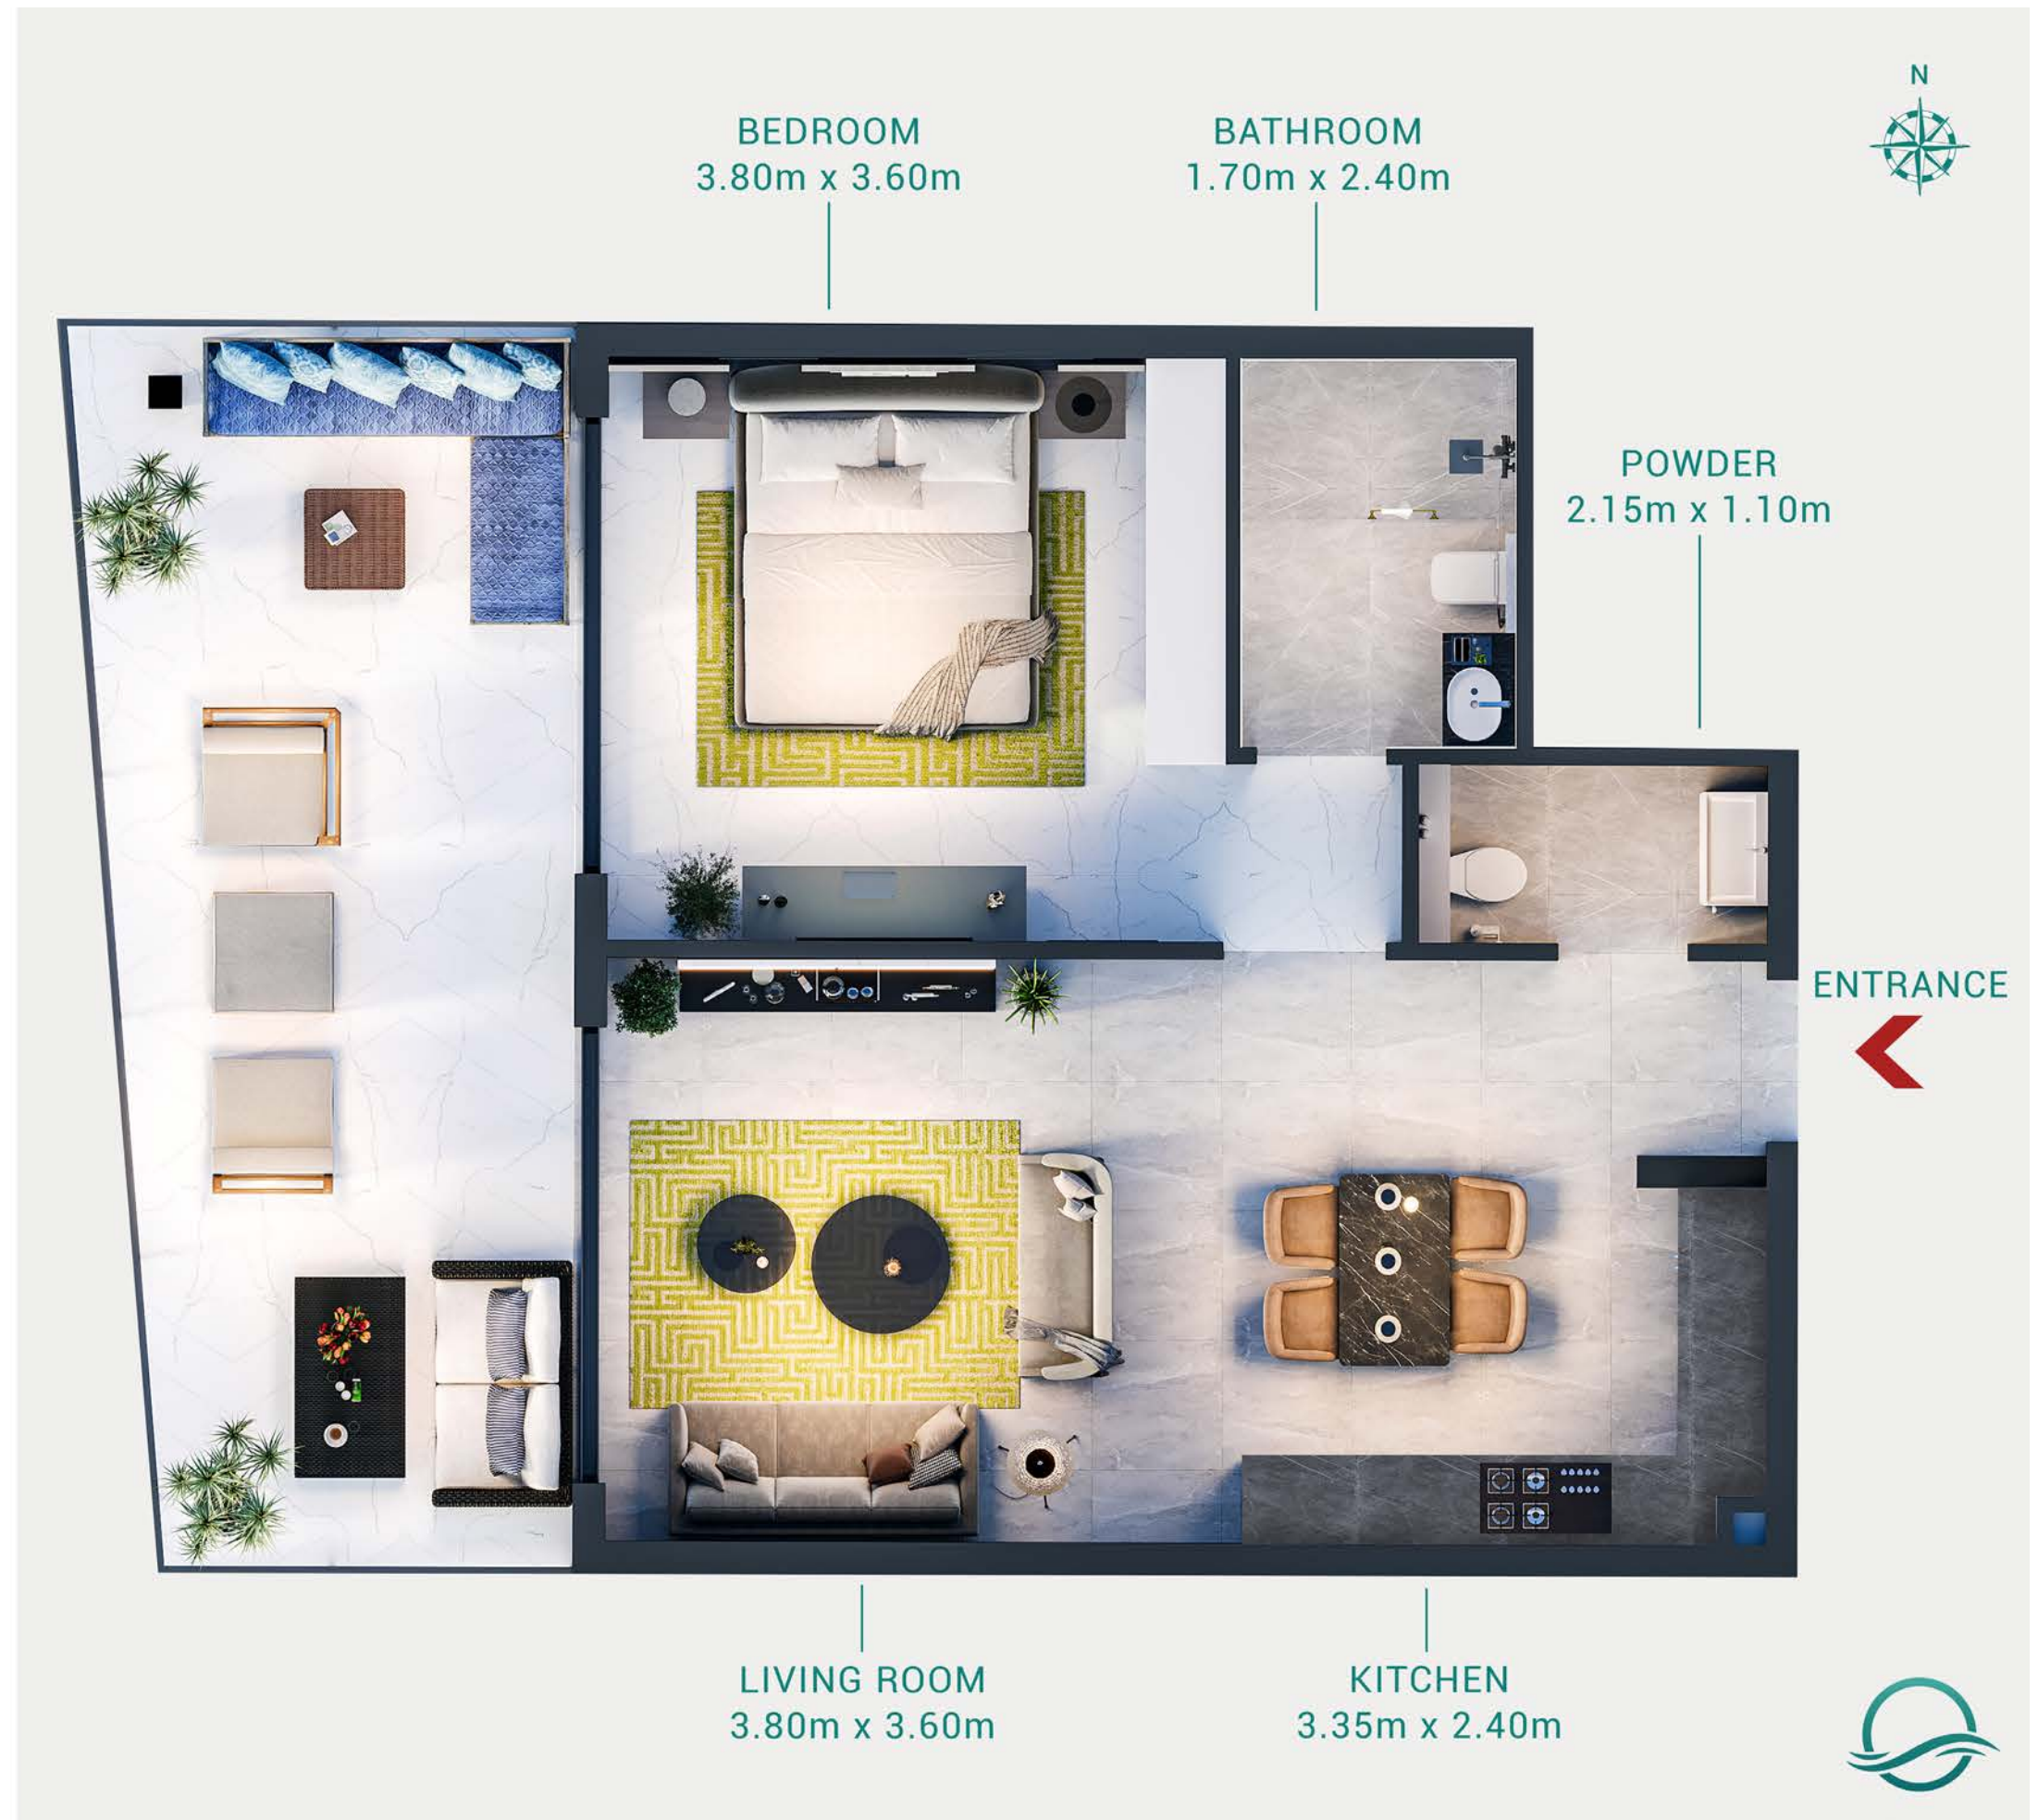 N
BEDROOM
3.80m x 3.60m
BATHROOM
1.70m x 2.40m
POWDER
2.15m x 1.10m
ENTRANCE
LIVING ROOM
3.80m x 3.60m
KITCHEN
3.35m x 2.40m